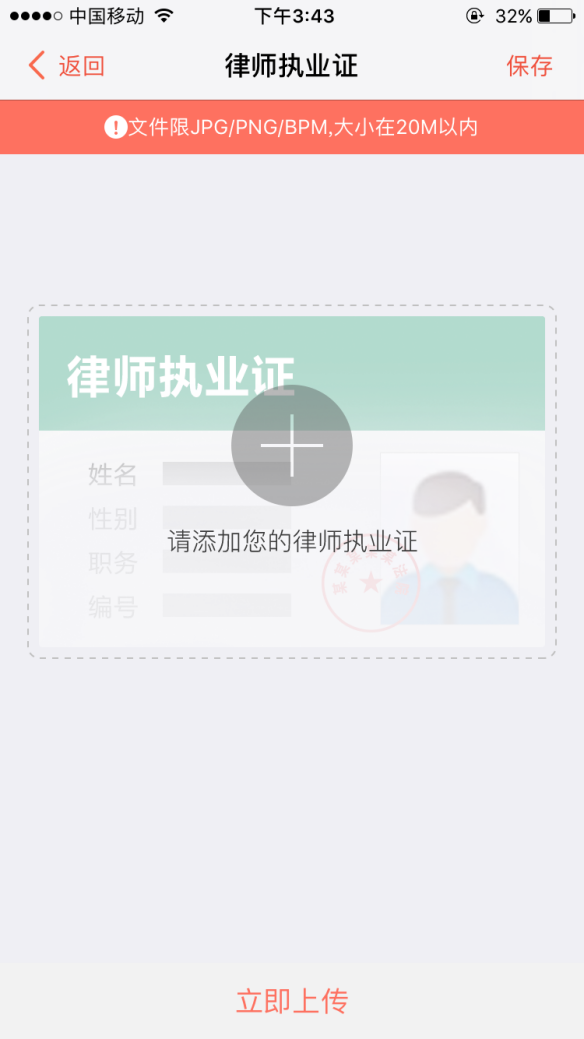 中国移动 下午3:43 32%
返回 律师执业证 保存
!文件限JPG/PNG/BPM,大小在20M以内
律师执业证
姓名
性别
请添加您的律师执业证
职务
编号
立即上传